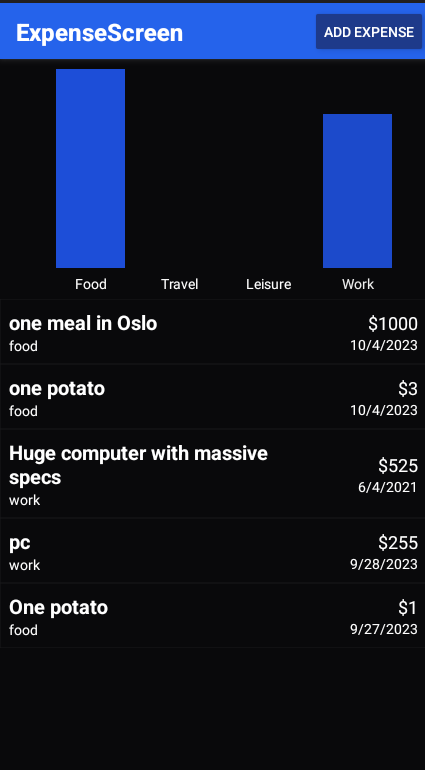 ExpenseScreen
ADD EXPENSE
Food Travel Leisure Work
one meal in Oslo
$1000
food
10/4/2023
one potato
$3
food
10/4/2023
Huge computer with massive
specs
$525
work
6/4/2021
pc
$255
work
9/28/2023
One potato
$1
food
9/27/2023